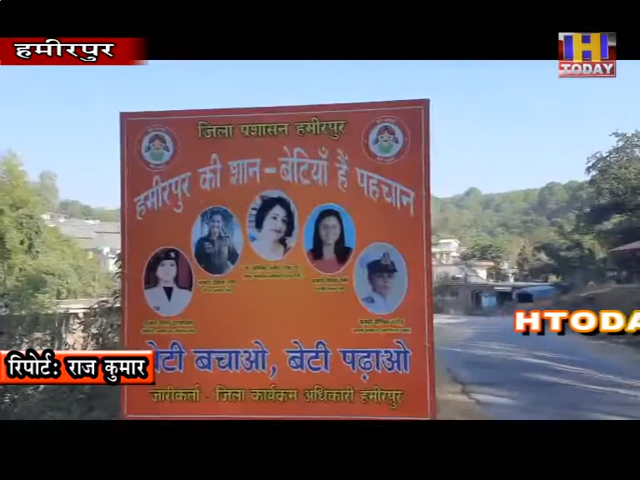 हमीरपुर
H
TODAY
जिला प्रशासन हमीरपुर
हमीरपुर की शान - बेटियाँ हैं पहचान
HTODA
रिपोर्ट: राज कुमार
बेटी बचाओ, बेटी पढ़ाओ
जारीकर्ता - जिला कार्यक्रम अधिकारी हमीरपुर